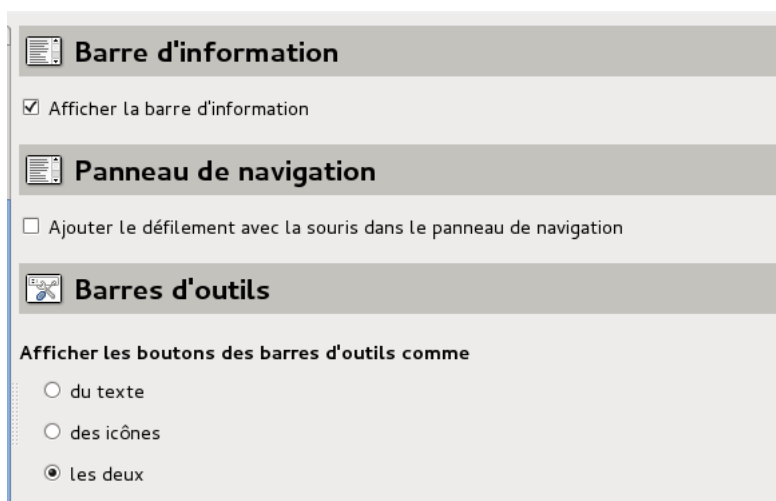 Barre d'information
Afficher la barre d'information
Panneau de navigation
Ajouter le défilement avec la souris dans le panneau de navigation
Barres d'outils
Afficher les boutons des barres d'outils comme
du texte
des icônes
les deux